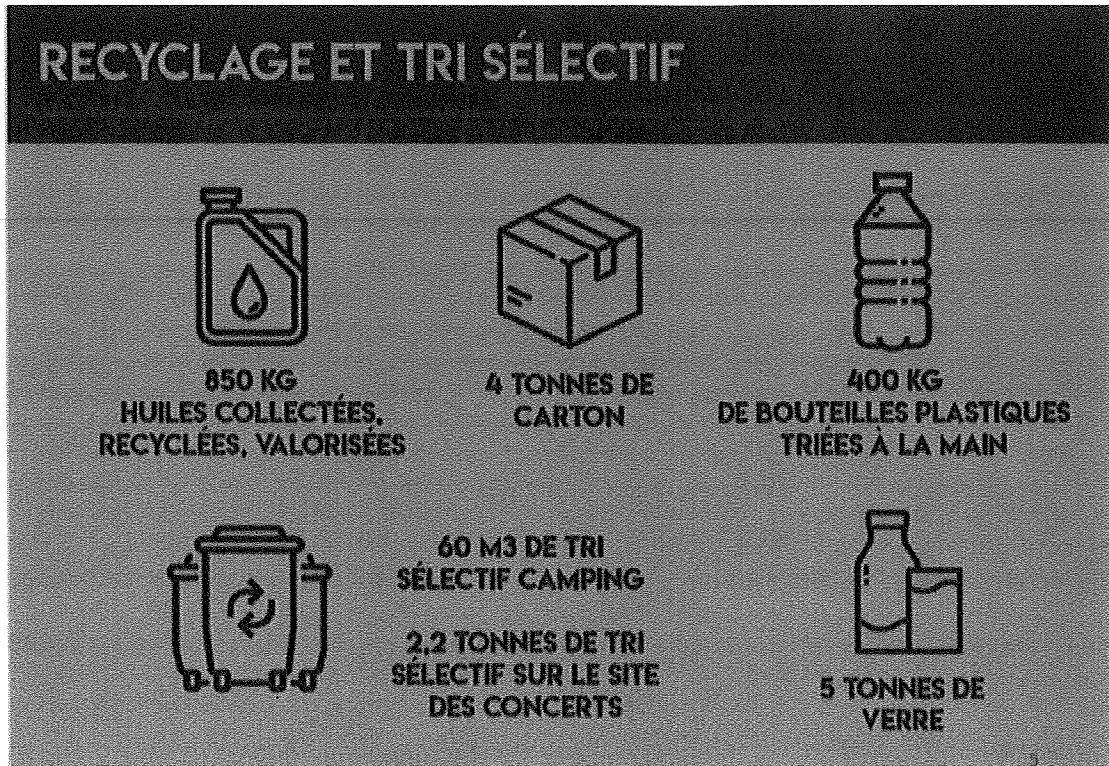 RECYCLAGE ET TRI SÉLECTIF
850 KG
HUILES COLLECTÉES,
RECYCLÉES, VALORISÉES
4 TONNES DE
CARTON
400 KG
DE BOUTEILLES PLASTIQUES
TRIÉES À LA MAIN
60 M3 DE TRI
SÉLECTIF CAMPING
2,2 TONNES DE TRI
SÉLECTIF SUR LE SITE
DES CONCERTS
5 TONNES DE
VERRE